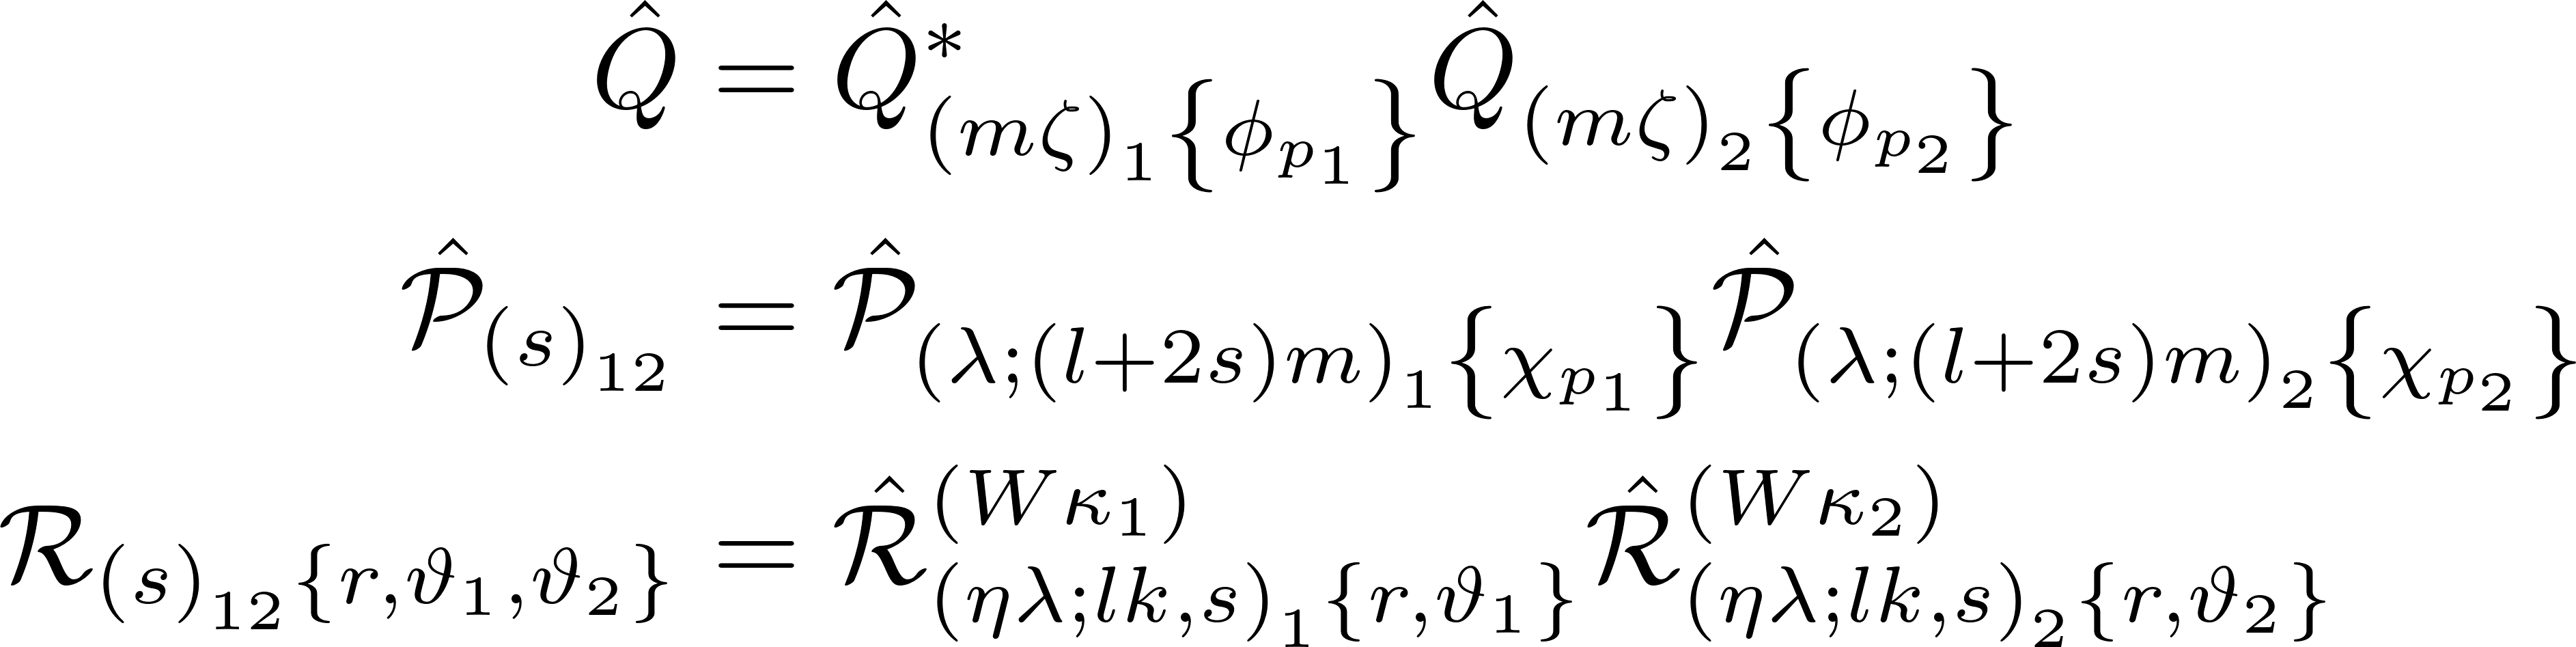 \hat{Q} = \hat{Q}^{*}_{(m\zeta)_1\{\phi_{p_1}\}} \hat{Q}_{(m\zeta)_2\{\phi_{p_2}\}}
\hat{\mathcal{P}}_{(s)_{12}} = \hat{\mathcal{P}}_{(\lambda;(l+2s)m)_1\{\chi_{p_1}\}} \hat{\mathcal{P}}_{(\lambda;(l+2s)m)_2\{\chi_{p_2}\}}
\mathcal{R}_{(s)_{12}\{r,\vartheta_1,\vartheta_2\}} = \hat{\mathcal{R}}^{(W\kappa_1)}_{(\eta\lambda;lk,s)_1\{r,\vartheta_1\}} \hat{\mathcal{R}}^{(W\kappa_2)}_{(\eta\lambda;lk,s)_2\{r,\vartheta_2\}}